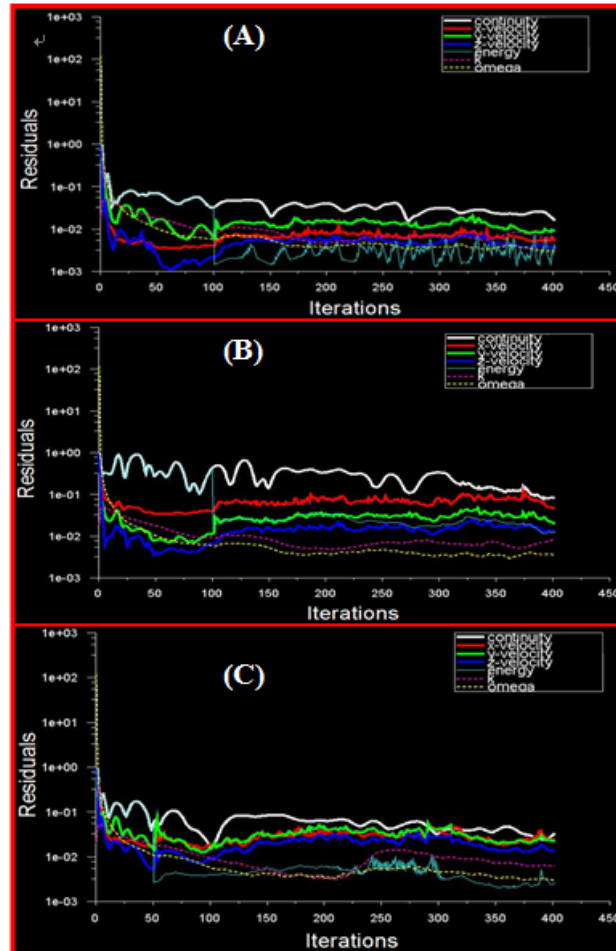 1e+03
(A)
continuity
x-velocity
y-velocity
z-velocity
energy
k
omega
1e+02
1e+01
1e+00
1e-01
1e-02
1e-03
Residuals
0 50 100 150 200 250 300 350 400 450
Iterations
1e+03
(B)
continuity
x-velocity
y-velocity
z-velocity
energy
k
omega
1e+02
1e+01
1e+00
1e-01
1e-02
1e-03
Residuals
0 50 100 150 200 250 300 350 400 450
Iterations
1e+03
(C)
continuity
x-velocity
y-velocity
z-velocity
energy
k
omega
1e+02
1e+01
1e+00
1e-01
1e-02
1e-03
Residuals
0 50 100 150 200 250 300 350 400 450
Iterations